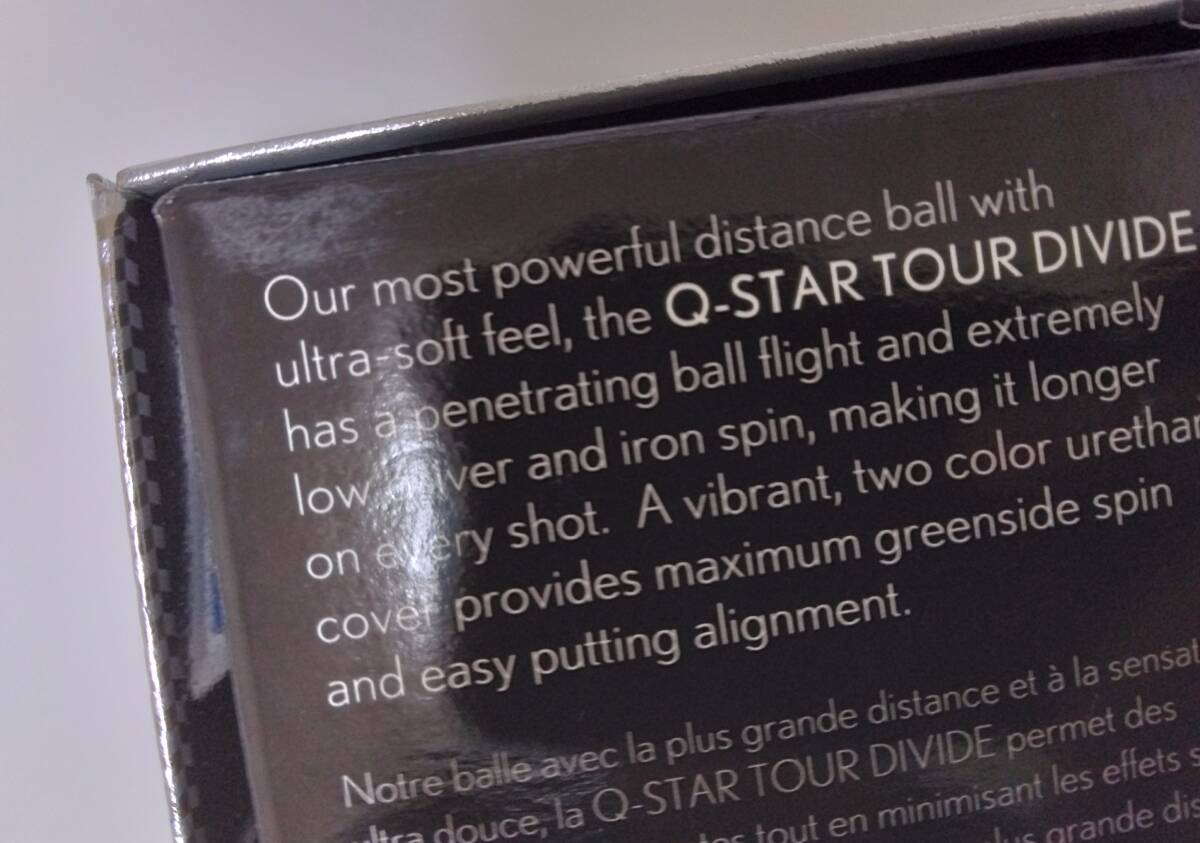 Our most powerful distance ball with
ultra-soft feel, the Q-STAR TOUR DIVIDE
has a penetrating ball flight and extremely
low driver and iron spin, making it longer
on every shot. A vibrant, two color
cover provides maximum greenside spin
and easy putting alignment.
Notre balle avec la plus grande distance et à la
ultra douce, la Q-STAR TOUR DIVIDE permet des
tout en minimisant les effets
plus grande